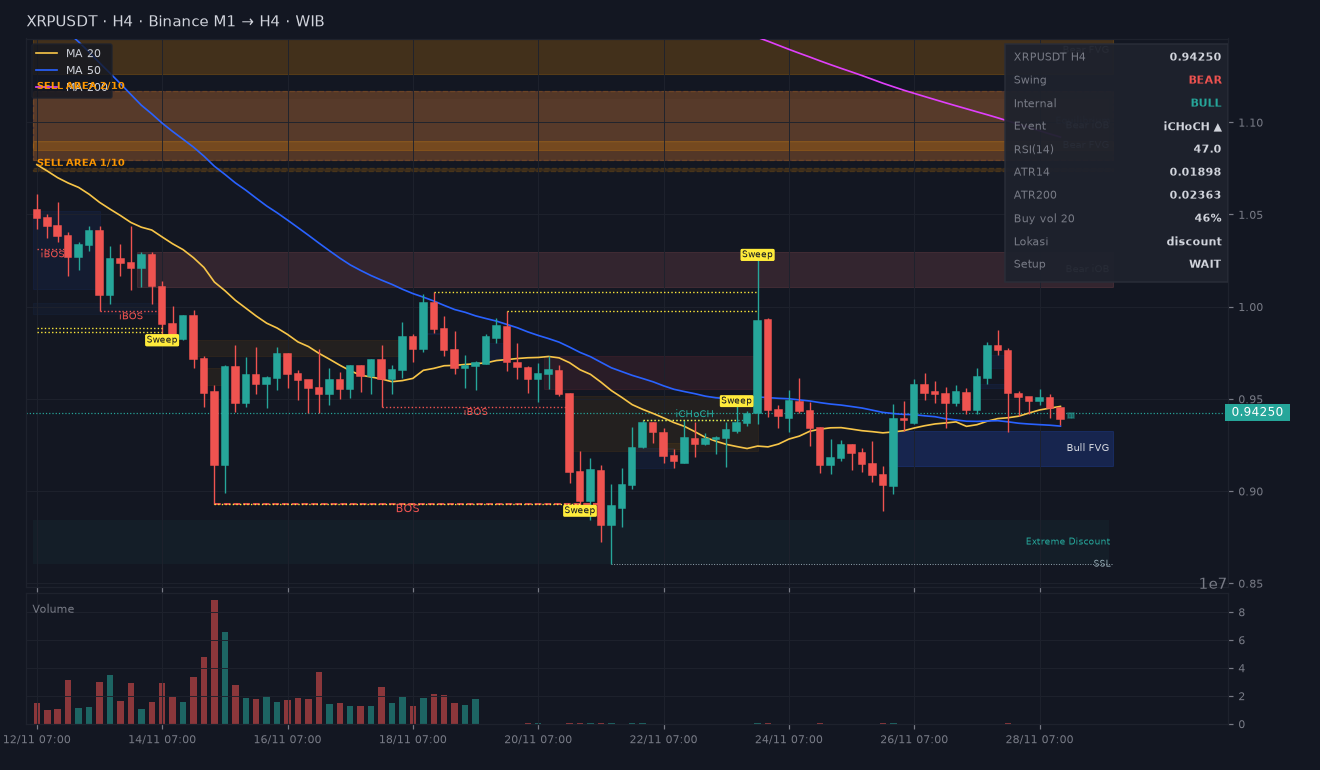 XRPUSDT · H4 · Binance M1 → H4 · WIB
MA 20
MA 50
MA 200
SELL AREA 2/10
SELL AREA 1/10
XRPUSDT H4 0.94250
Swing BEAR
Internal BULL
Event iCHoCH ▲
RSI(14) 47.0
ATR14 0.01898
ATR200 0.02363
Buy vol 20 46%
Lokasi discount
Setup WAIT
iBOS
iBOS
Sweep
iBOS
BOS
Sweep
iCHoCH
Sweep
Sweep
Bull FVG
Extreme Discount
SSL
1.10
1.05
1.00
0.95
0.94250
0.90
0.85
1e7
Volume
8
6
4
2
0
12/11 07:00
14/11 07:00
16/11 07:00
18/11 07:00
20/11 07:00
22/11 07:00
24/11 07:00
26/11 07:00
28/11 07:00